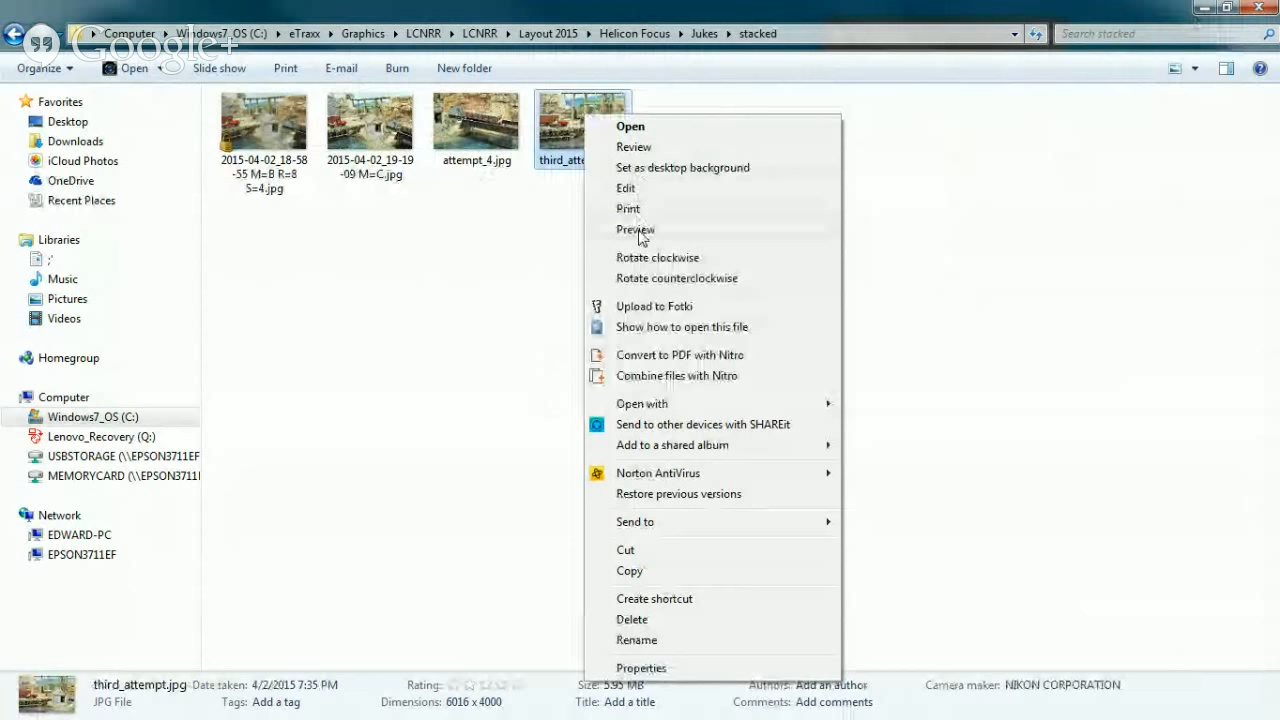 Google+
Computer Windows7_OS (C:) eTraxx Graphics LCNRR LCNRR Layout 2015 Helicon Focus Jukes stacked
Search stacked
Organize Open Slide show Print E-mail Burn New folder
Favorites
Desktop
Downloads
iCloud Photos
OneDrive
Recent Places
Libraries
;'
Music
Pictures
Videos
Homegroup
Computer
Windows7_OS (C:)
Lenovo_Recovery (Q:)
USBSTORAGE (\\EPSON3711EF
MEMORYCARD (\\EPSON3711
Network
EDWARD-PC
EPSON3711EF
2015-04-02_18-58
-55 M=B R=8
S=4.jpg
2015-04-02_19-19
-09 M=C.jpg
attempt_4.jpg
third_atte
Open
Review
Set as desktop background
Edit
Print
Preview
Rotate clockwise
Rotate counterclockwise
Upload to Fotki
Show how to open this file
Convert to PDF with Nitro
Combine files with Nitro
Open with
Send to other devices with SHAREit
Add to a shared album
Norton AntiVirus
Restore previous versions
Send to
Cut
Copy
Create shortcut
Delete
Rename
Properties
third_attempt.jpg Date taken: 4/2/2015 7:35 PM Rating: Size: 5.95 MB Authors: Add an author Camera maker: NIKON CORPORATION
JPG File Tags: Add a tag Dimensions: 6016 x 4000 Title: Add a title Comments: Add comments